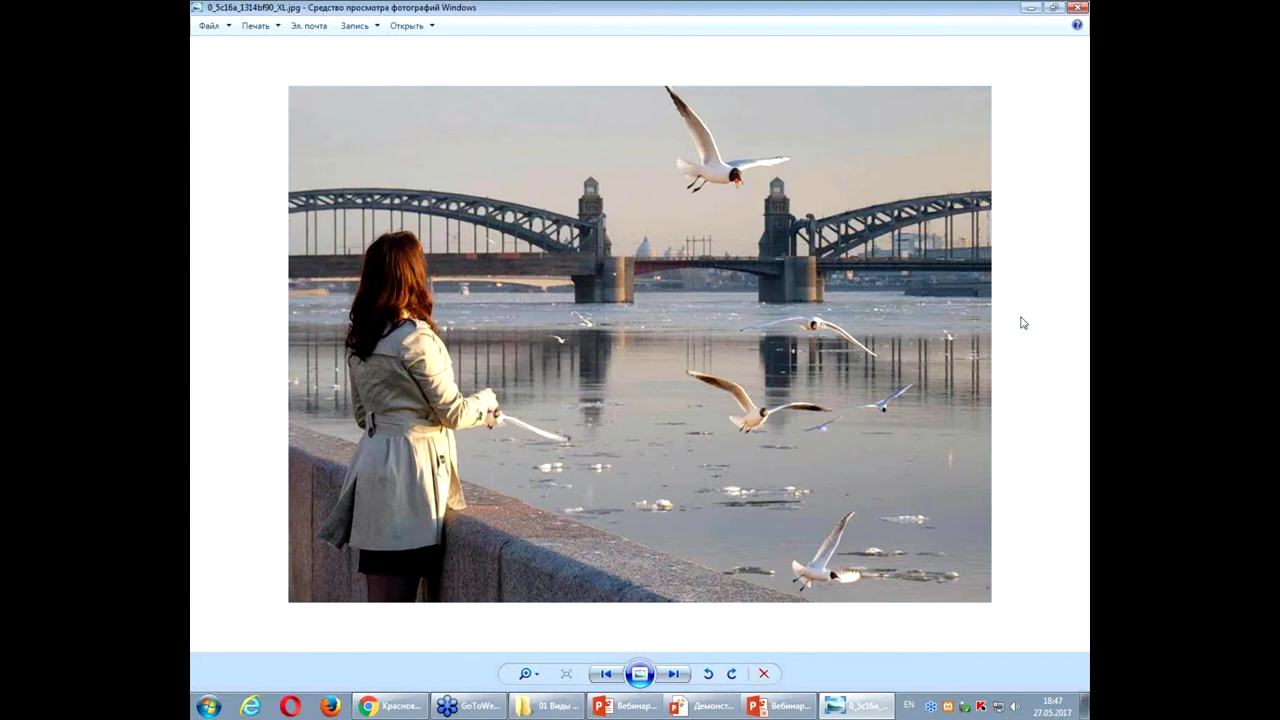 0_5c16a_1314bf90_XL.jpg - Средство просмотра фотографий Windows
Файл Печать Эл. почта Запись Открыть
Краснов...
GoToWe...
01 Виды ...
Вебинар...
Демонст...
Вебинар...
0_5c16a_...
EN
18:47
27.05.2017